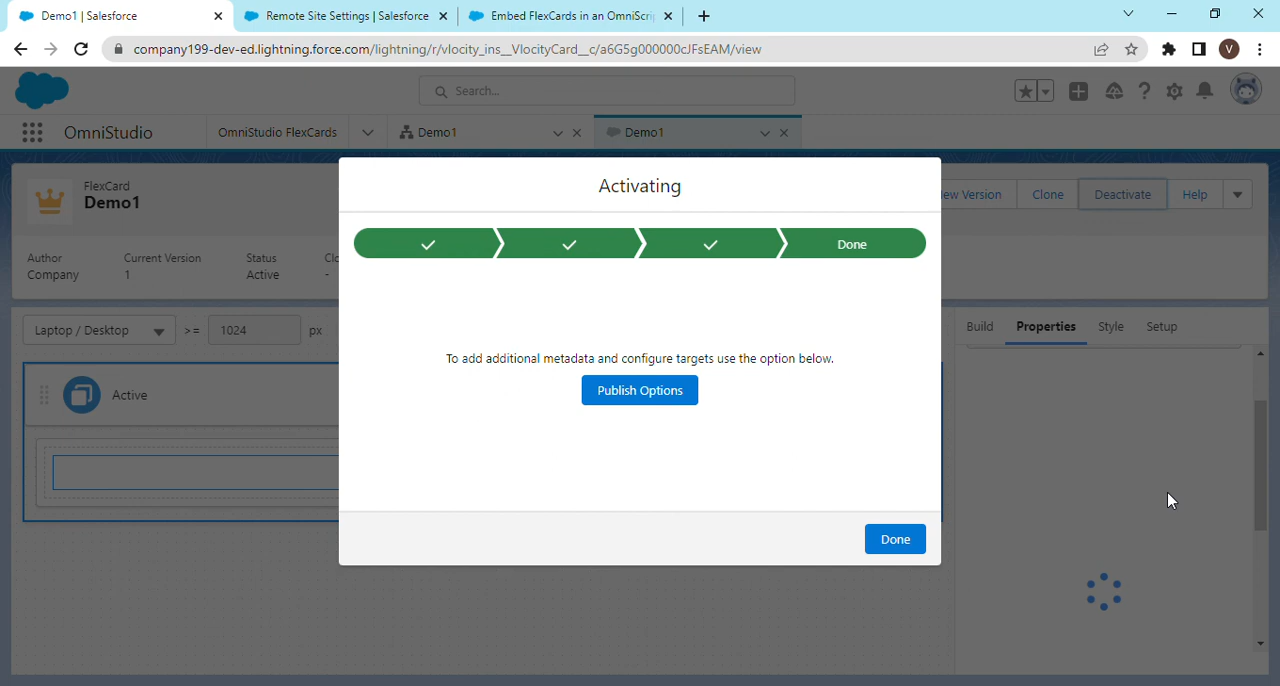 Demo1 | Salesforce
Remote Site Settings | Salesforce
Embed FlexCards in an OmniScri
company199-dev-ed.lightning.force.com/lightning/r/vlocity_ins__VlocityCard__c/a6G5g000000cJFsEAM/view
V
Search...
OmniStudio
OmniStudio FlexCards
Demo1
Demo1
Activating
FlexCard
Demo1
ew Version
Clone
Deactivate
Help
Done
Author
Current Version
Status
Clo
Company
1
Active
-
Laptop / Desktop
>=
1024
px
Build
Properties
Style
Setup
To add additional metadata and configure targets use the option below.
Publish Options
Active
Done